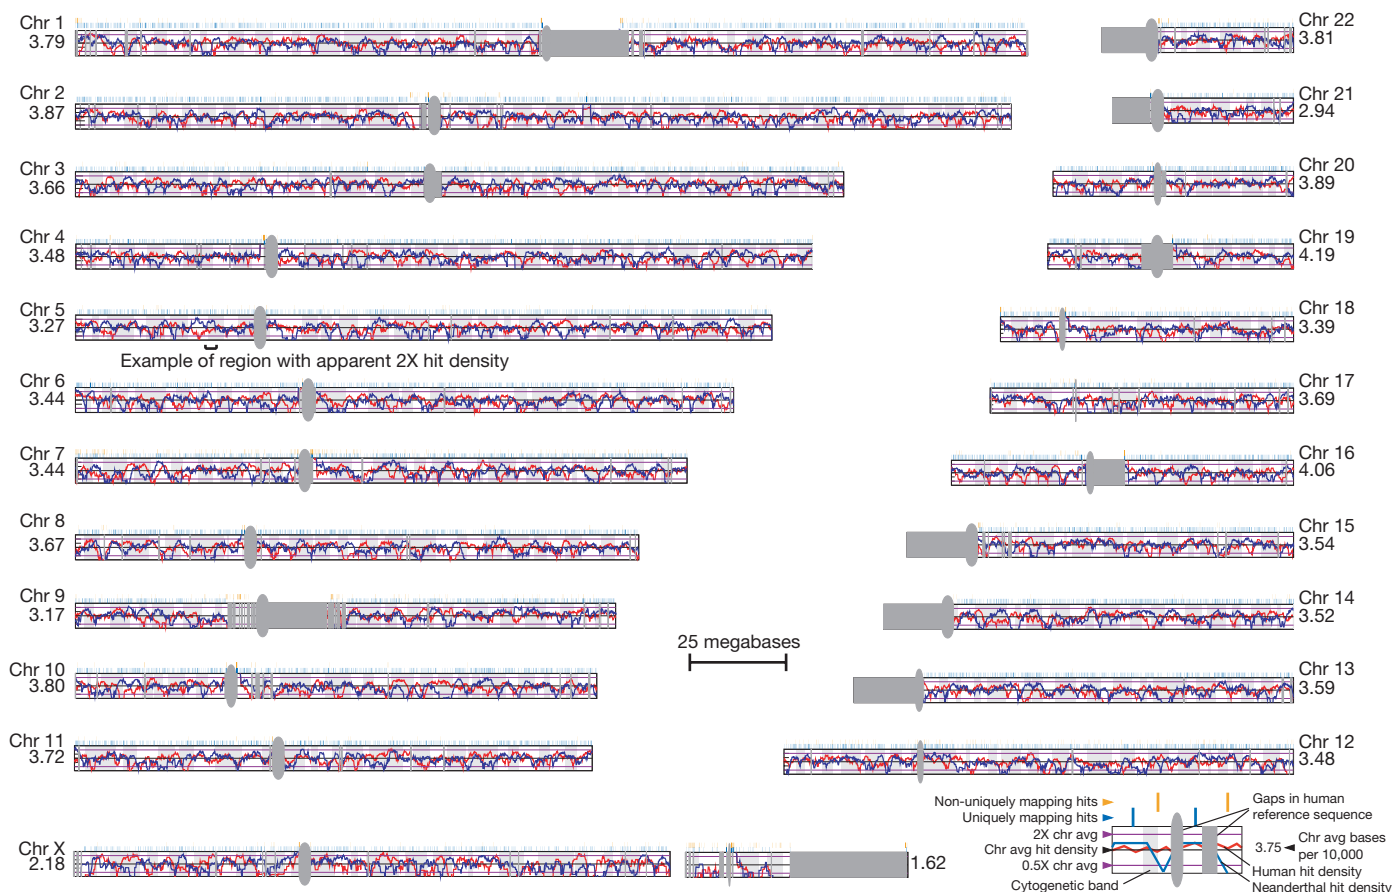 Chr 1
3.79
Chr 22
3.81
Chr 2
3.87
Chr 21
2.94
Chr 3
3.66
Chr 20
3.89
Chr 4
3.48
Chr 19
4.19
Chr 5
3.27
Chr 18
3.39
Example of region with apparent 2X hit density
Chr 6
3.44
Chr 17
3.69
Chr 7
3.44
Chr 16
4.06
Chr 8
3.67
Chr 15
3.54
Chr 9
3.17
Chr 14
3.52
25 megabases
Chr 10
3.80
Chr 13
3.59
Chr 11
3.72
Chr 12
3.48
Chr X
2.18
1.62
Non-uniquely mapping hits
Uniquely mapping hits
2X chr avg
Chr avg hit density
0.5X chr avg
Cytogenetic band
Gaps in human
reference sequence
3.75
Chr avg bases
per 10,000
Human hit density
Neanderthal hit density